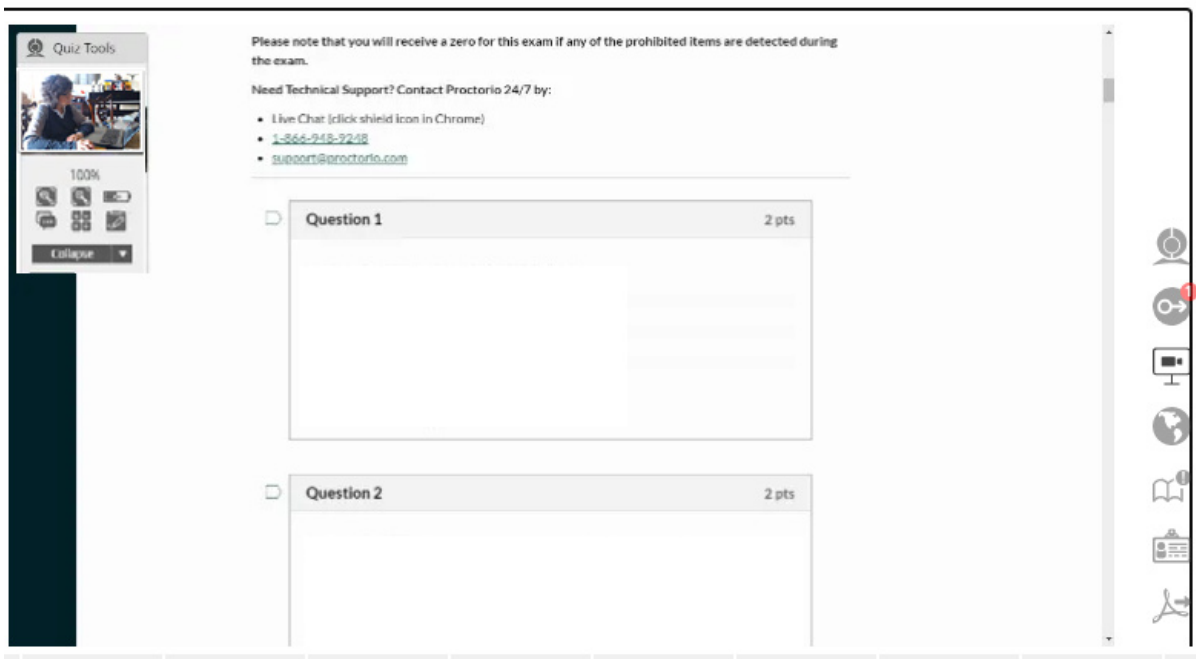 Quiz Tools
100%
Collapse
Please note that you will receive a zero for this exam if any of the prohibited items are detected during
the exam.
Need Technical Support? Contact Proctorio 24/7 by:
Live Chat (click shield icon in Chrome)
1-866-948-9248
support@proctorio.com
Question 1 2 pts
Question 2 2 pts
1